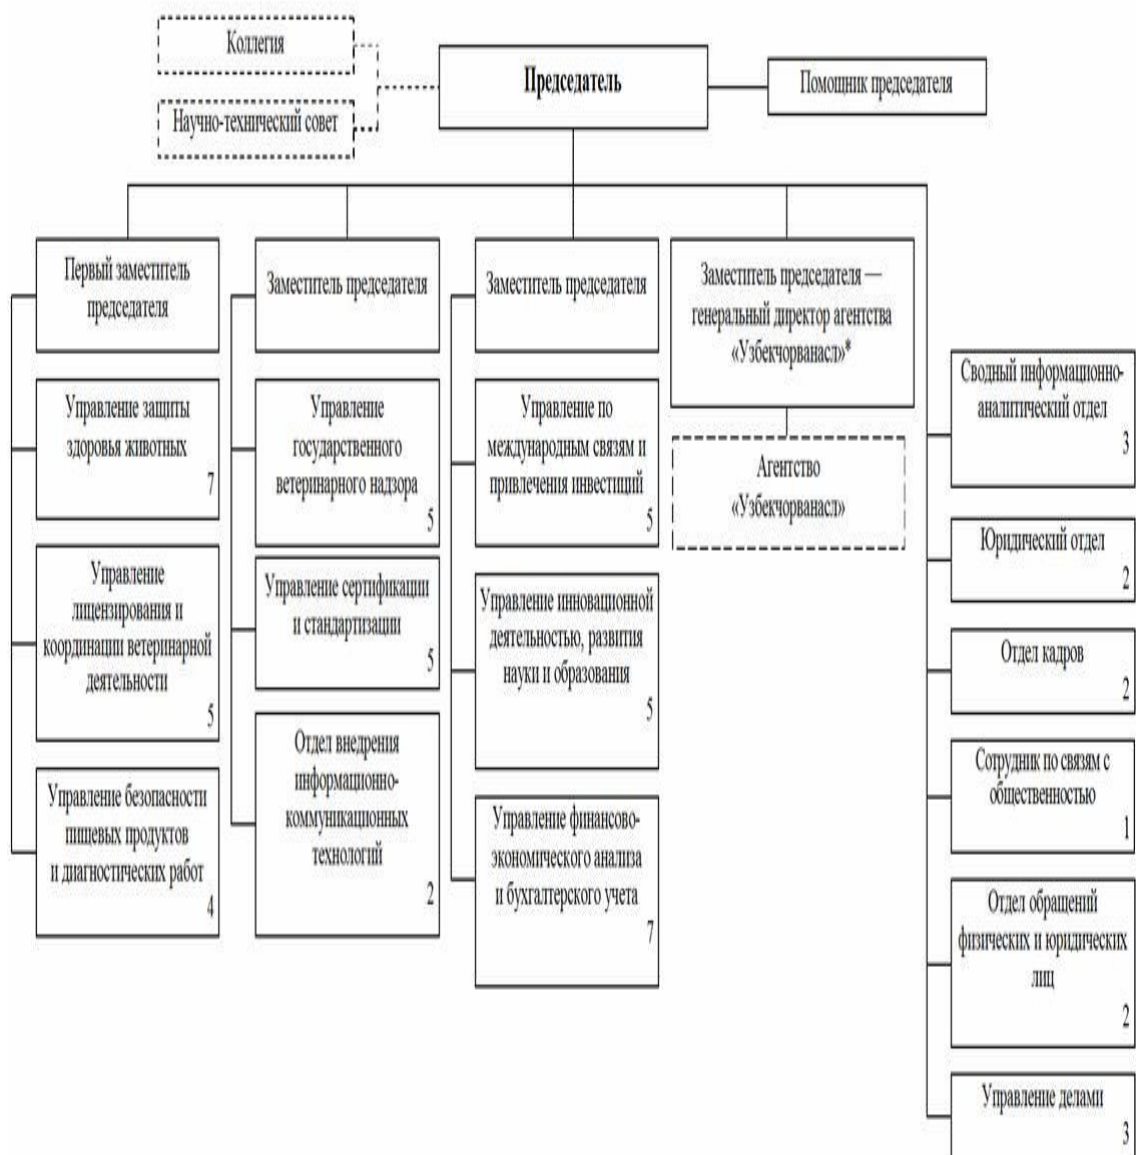 Коллегия
Научно-технический совет
Председатель
Помощник председателя
Первый заместитель
председателя
Управление защиты
здоровья животных
7
Управление
лицензирования и
координации ветеринарной
деятельности
5
Управление безопасности
пищевых продуктов
и диагностических работ
4
Заместитель председателя
Управление
государственного
ветеринарного надзора
5
Управление сертификации
и стандартизации
5
Отдел внедрения
информационно-
коммуникационных
технологий
2
Заместитель председателя
Управление по
международным связям и
привлечения инвестиций
5
Управление инновационной
деятельностью, развития
науки и образования
5
Управление финансово-
экономического анализа
и бухгалтерского учета
7
Заместитель председателя —
генеральный директор агентства
«Узбекчорванасл»*
Агентство
«Узбекчорванасл»
Сводный информационно-
аналитический отдел
3
Юридический отдел
2
Отдел кадров
2
Сотрудник по связям с
общественностью
1
Отдел обращений
физических и юридических
лиц
2
Управление делами
3